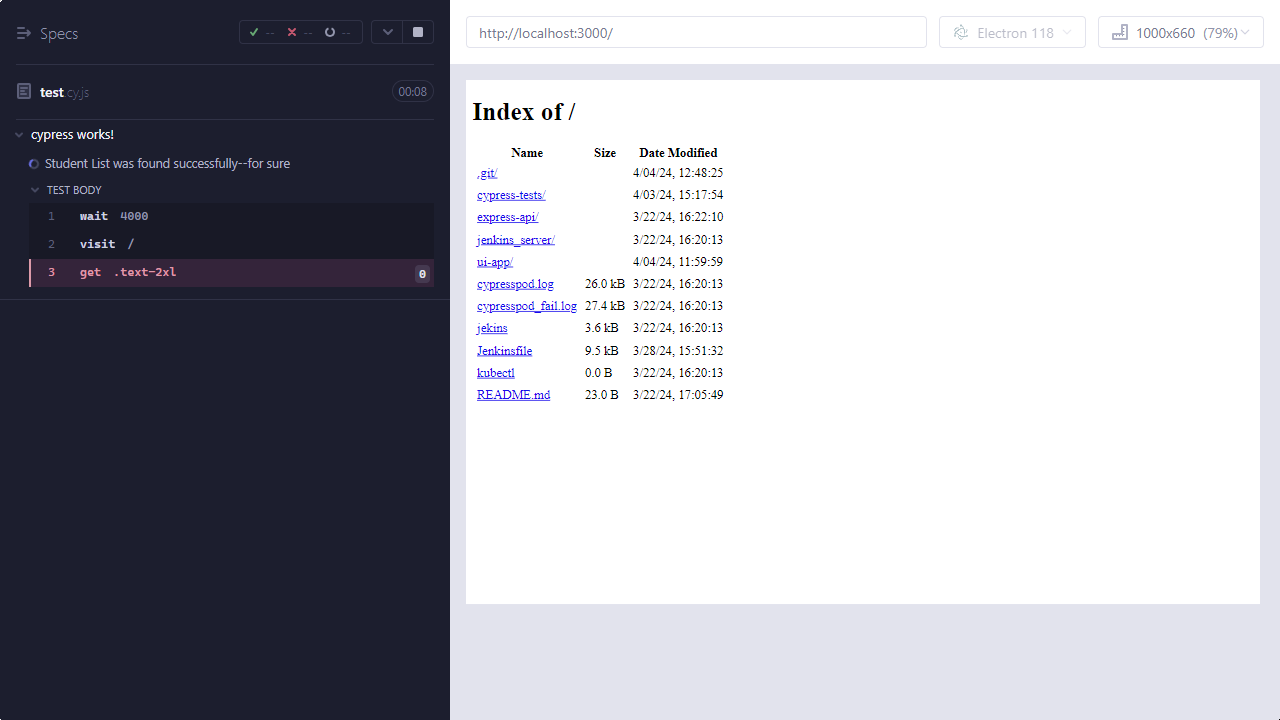 Specs
-- -- --
test.cy.js 00:08
cypress works!
Student List was found successfully--for sure
TEST BODY
1 wait 4000
2 visit /
3 get .text-2xl 0
http://localhost:3000/
Electron 118
1000x660 (79%)
Index of /
Name Size Date Modified
.git/ 4/04/24, 12:48:25
cypress-tests/ 4/03/24, 15:17:54
express-api/ 3/22/24, 16:22:10
jenkins_server/ 3/22/24, 16:20:13
ui-app/ 4/04/24, 11:59:59
cypresspod.log 26.0 kB 3/22/24, 16:20:13
cypresspod_fail.log 27.4 kB 3/22/24, 16:20:13
jekins 3.6 kB 3/22/24, 16:20:13
Jenkinsfile 9.5 kB 3/28/24, 15:51:32
kubectl 0.0 B 3/22/24, 16:20:13
README.md 23.0 B 3/22/24, 17:05:49